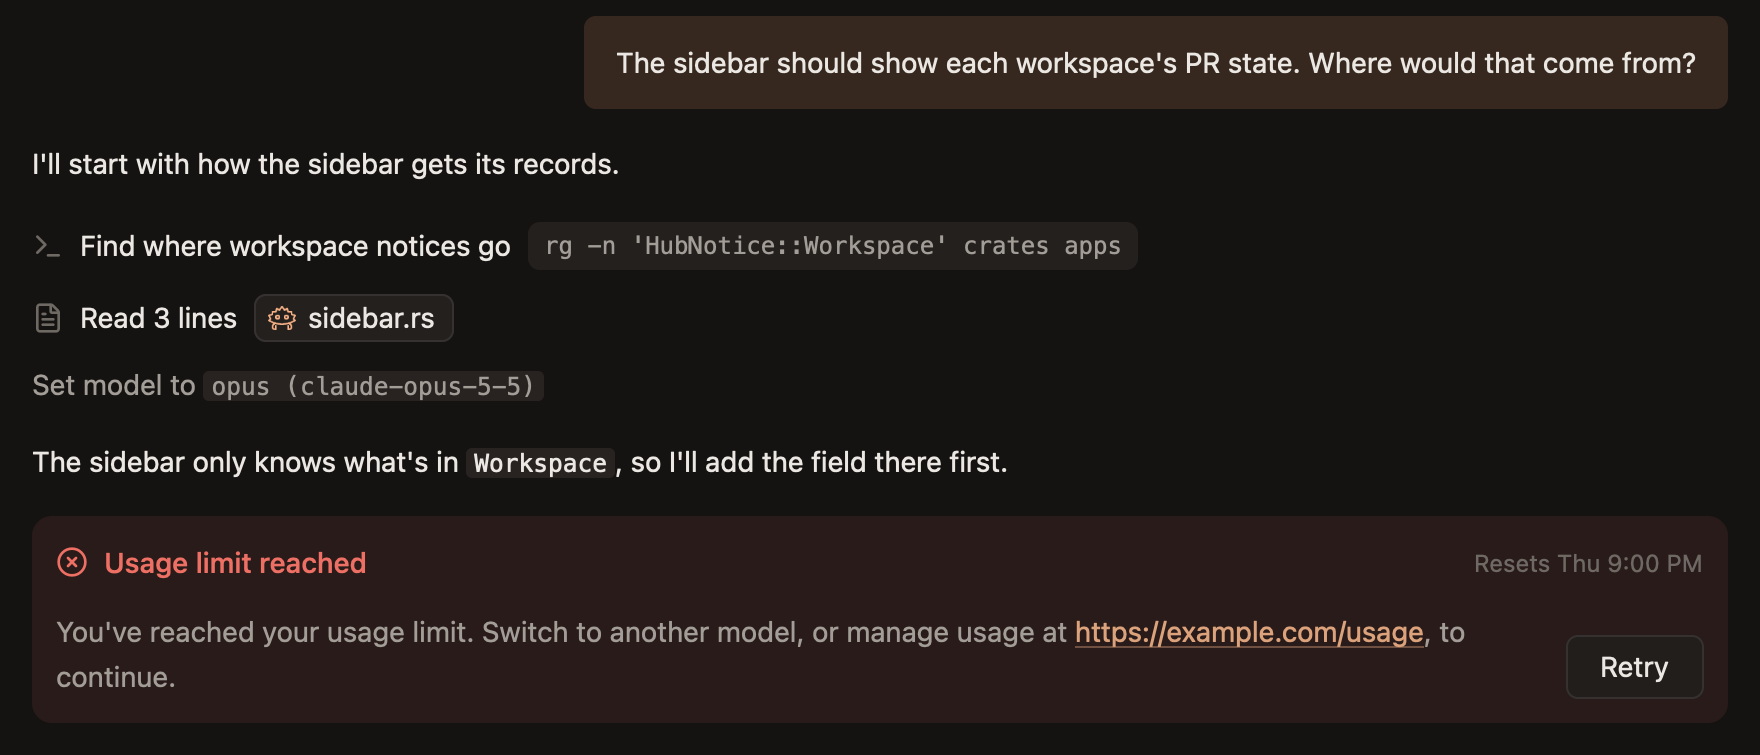 The sidebar should show each workspace's PR state. Where would that come from?
I'll start with how the sidebar gets its records.
Find where workspace notices go rg -n 'HubNotice::Workspace' crates apps
Read 3 lines sidebar.rs
Set model to opus (claude-opus-5-5)
The sidebar only knows what's in Workspace, so I'll add the field there first.
Usage limit reached
Resets Thu 9:00 PM
You've reached your usage limit. Switch to another model, or manage usage at https://example.com/usage, to
continue.
Retry